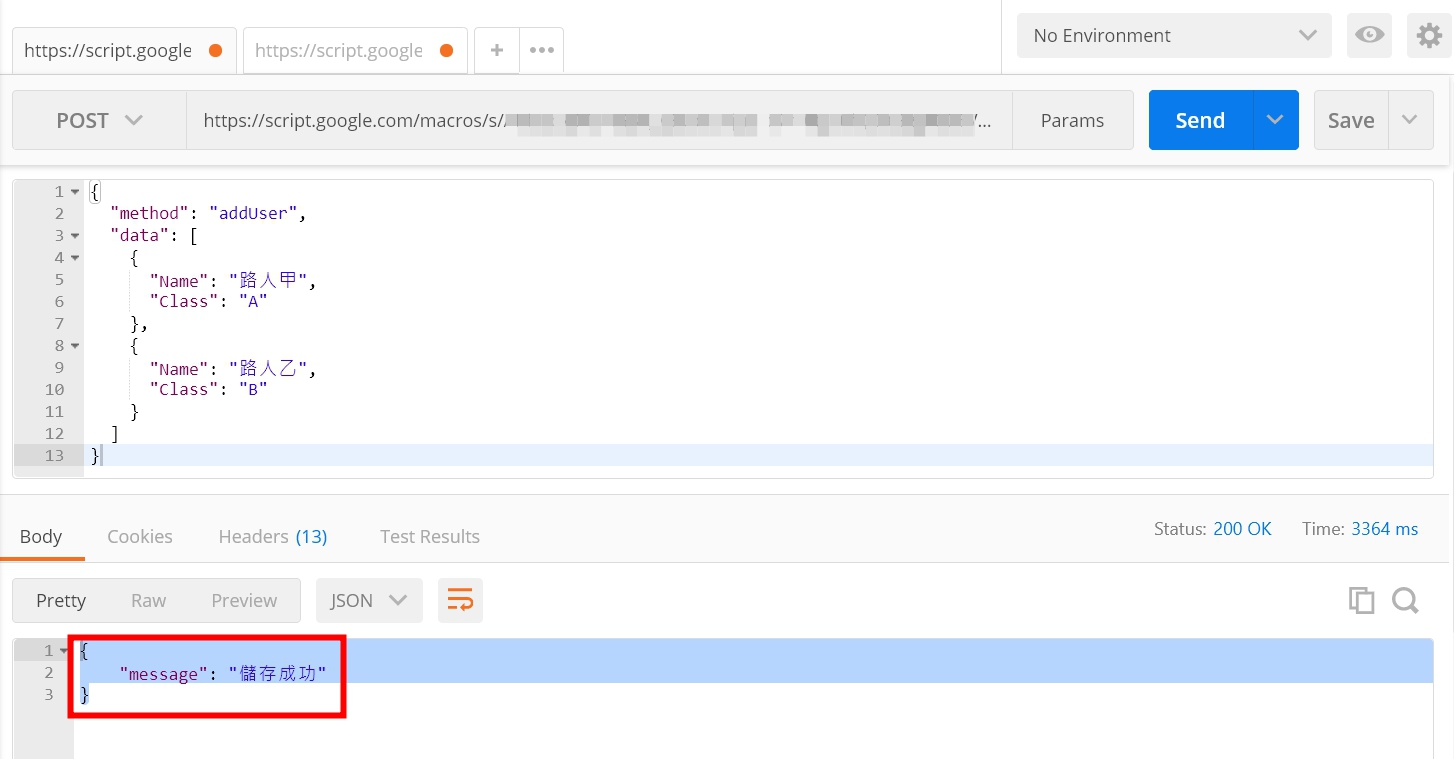 https://script.google
https://script.google
+
•••
No Environment
POST
https://script.google.com/macros/s/
/...
Params
Send
Save
1 {
2 "method": "addUser",
3 "data": [
4 {
5 "Name": "路人甲",
6 "Class": "A"
7 },
8 {
9 "Name": "路人乙",
10 "Class": "B"
11 }
12 ]
13 }
Body Cookies Headers (13) Test Results
Status: 200 OK Time: 3364 ms
Pretty Raw Preview JSON
1 {
2 "message": "儲存成功"
3 }